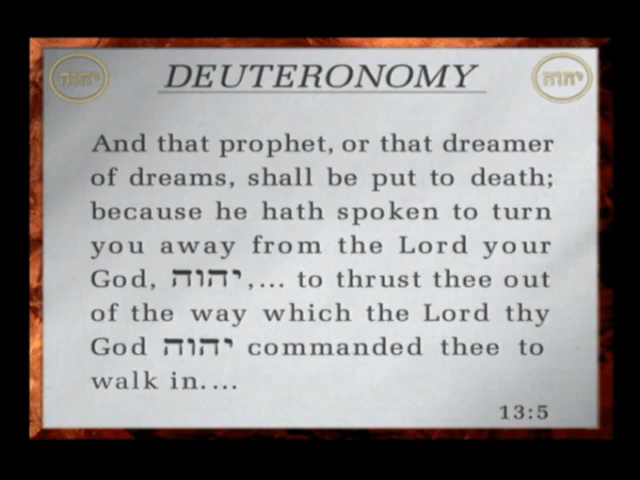 יהוה DEUTERONOMY יהוה
And that prophet, or that dreamer
of dreams, shall be put to death;
because he hath spoken to turn
you away from the Lord your
God, יהוה,... to thrust thee out
of the way which the Lord thy
God יהוה commanded thee to
walk in....
13:5